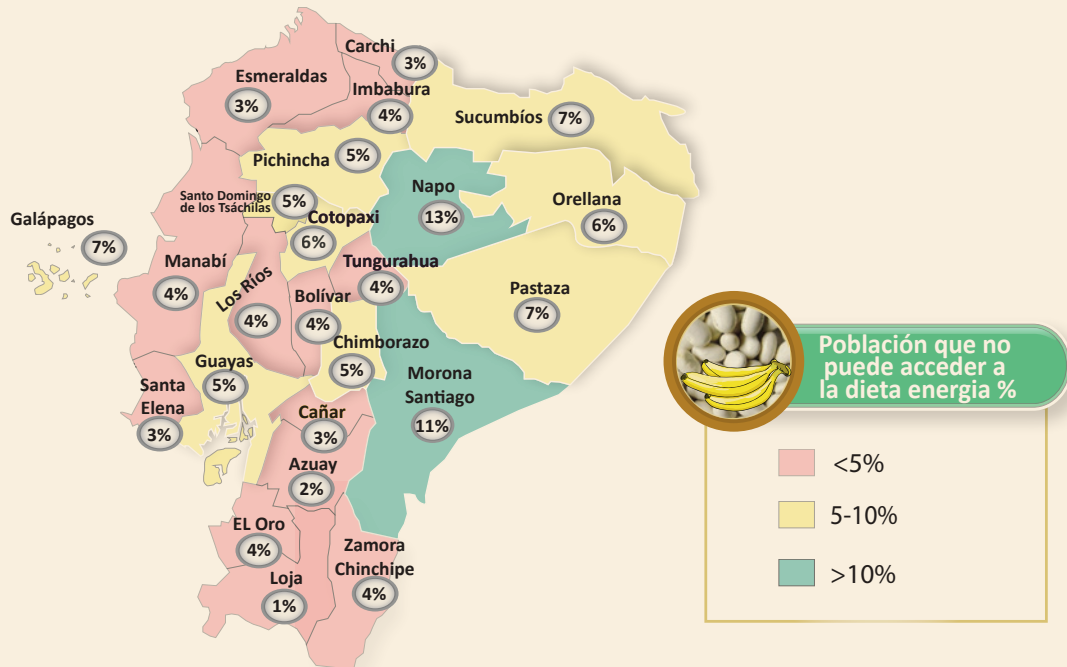 Carchi
3%
Esmeraldas
3%
Imbabura
4%
Sucumbíos
7%
Pichincha
5%
Santo Domingo
de los Tsáchilas
5%
Napo
13%
Orellana
6%
Galápagos
7%
Cotopaxi
6%
Manabí
4%
Los Ríos
4%
Tungurahua
4%
Bolívar
4%
Pastaza
7%
Chimborazo
5%
Guayas
5%
Santa
Elena
3%
Morona
Santiago
11%
Cañar
3%
Azuay
2%
EL Oro
4%
Zamora
Chinchipe
4%
Loja
1%
Población que no
puede acceder a
la dieta energia %
<5%
5-10%
>10%